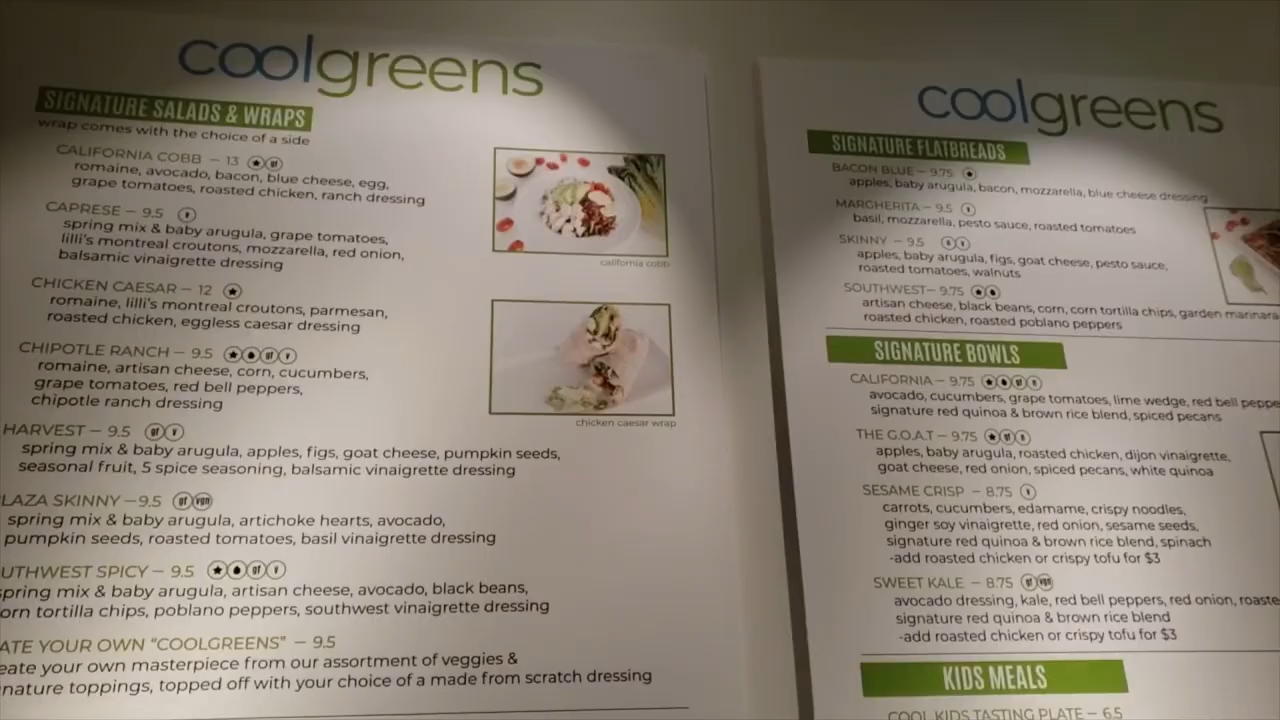 coolgreens
SIGNATURE SALADS & WRAPS
wrap comes with the choice of a side
CALIFORNIA COBB – 13
romaine, avocado, bacon, blue cheese, egg,
grape tomatoes, roasted chicken, ranch dressing
CAPRESE – 9.5
spring mix & baby arugula, grape tomatoes,
lilli's montreal croutons, mozzarella, red onion,
balsamic vinaigrette dressing
CHICKEN CAESAR – 12
romaine, lilli's montreal croutons, parmesan,
roasted chicken, eggless caesar dressing
CHIPOTLE RANCH – 9.5 gf v
romaine, artisan cheese, corn, cucumbers,
grape tomatoes, red bell peppers,
chipotle ranch dressing
HARVEST – 9.5 gf v
spring mix & baby arugula, apples, figs, goat cheese, pumpkin seeds,
seasonal fruit, 5 spice seasoning, balsamic vinaigrette dressing
LAZA SKINNY – 9.5 gf vgn
spring mix & baby arugula, artichoke hearts, avocado,
pumpkin seeds, roasted tomatoes, basil vinaigrette dressing
UTHWEST SPICY – 9.5 gf v
spring mix & baby arugula, artisan cheese, avocado, black beans,
orn tortilla chips, poblano peppers, southwest vinaigrette dressing
ATE YOUR OWN "COOLGREENS" – 9.5
eate your own masterpiece from our assortment of veggies &
nature toppings, topped off with your choice of a made from scratch dressing
california cobb
chicken caesar wrap
coolgreens
SIGNATURE FLATBREADS
BACON BLUE – 9.75
apples, baby arugula, bacon, mozzarella, blue cheese dressing
MARGHERITA – 9.5
basil, mozzarella, pesto sauce, roasted tomatoes
SKINNY – 9.5
apples, baby arugula, figs, goat cheese, pesto sauce,
roasted tomatoes, walnuts
SOUTHWEST – 9.75
artisan cheese, black beans, corn, corn tortilla chips, garden marinara
roasted chicken, roasted poblano peppers
SIGNATURE BOWLS
CALIFORNIA – 9.75
avocado, cucumbers, grape tomatoes, lime wedge, red bell peppe
signature red quinoa & brown rice blend, spiced pecans
THE G.O.A.T – 9.75
apples, baby arugula, roasted chicken, dijon vinaigrette,
goat cheese, red onion, spiced pecans, white quinoa
SESAME CRISP – 8.75
carrots, cucumbers, edamame, crispy noodles,
ginger soy vinaigrette, red onion, sesame seeds,
signature red quinoa & brown rice blend, spinach
-add roasted chicken or crispy tofu for $3
SWEET KALE – 8.75 gf vgn
avocado dressing, kale, red bell peppers, red onion, roaste
signature red quinoa & brown rice blend
-add roasted chicken or crispy tofu for $3
KIDS MEALS
COOL KIDS TASTING PLATE – 6.5